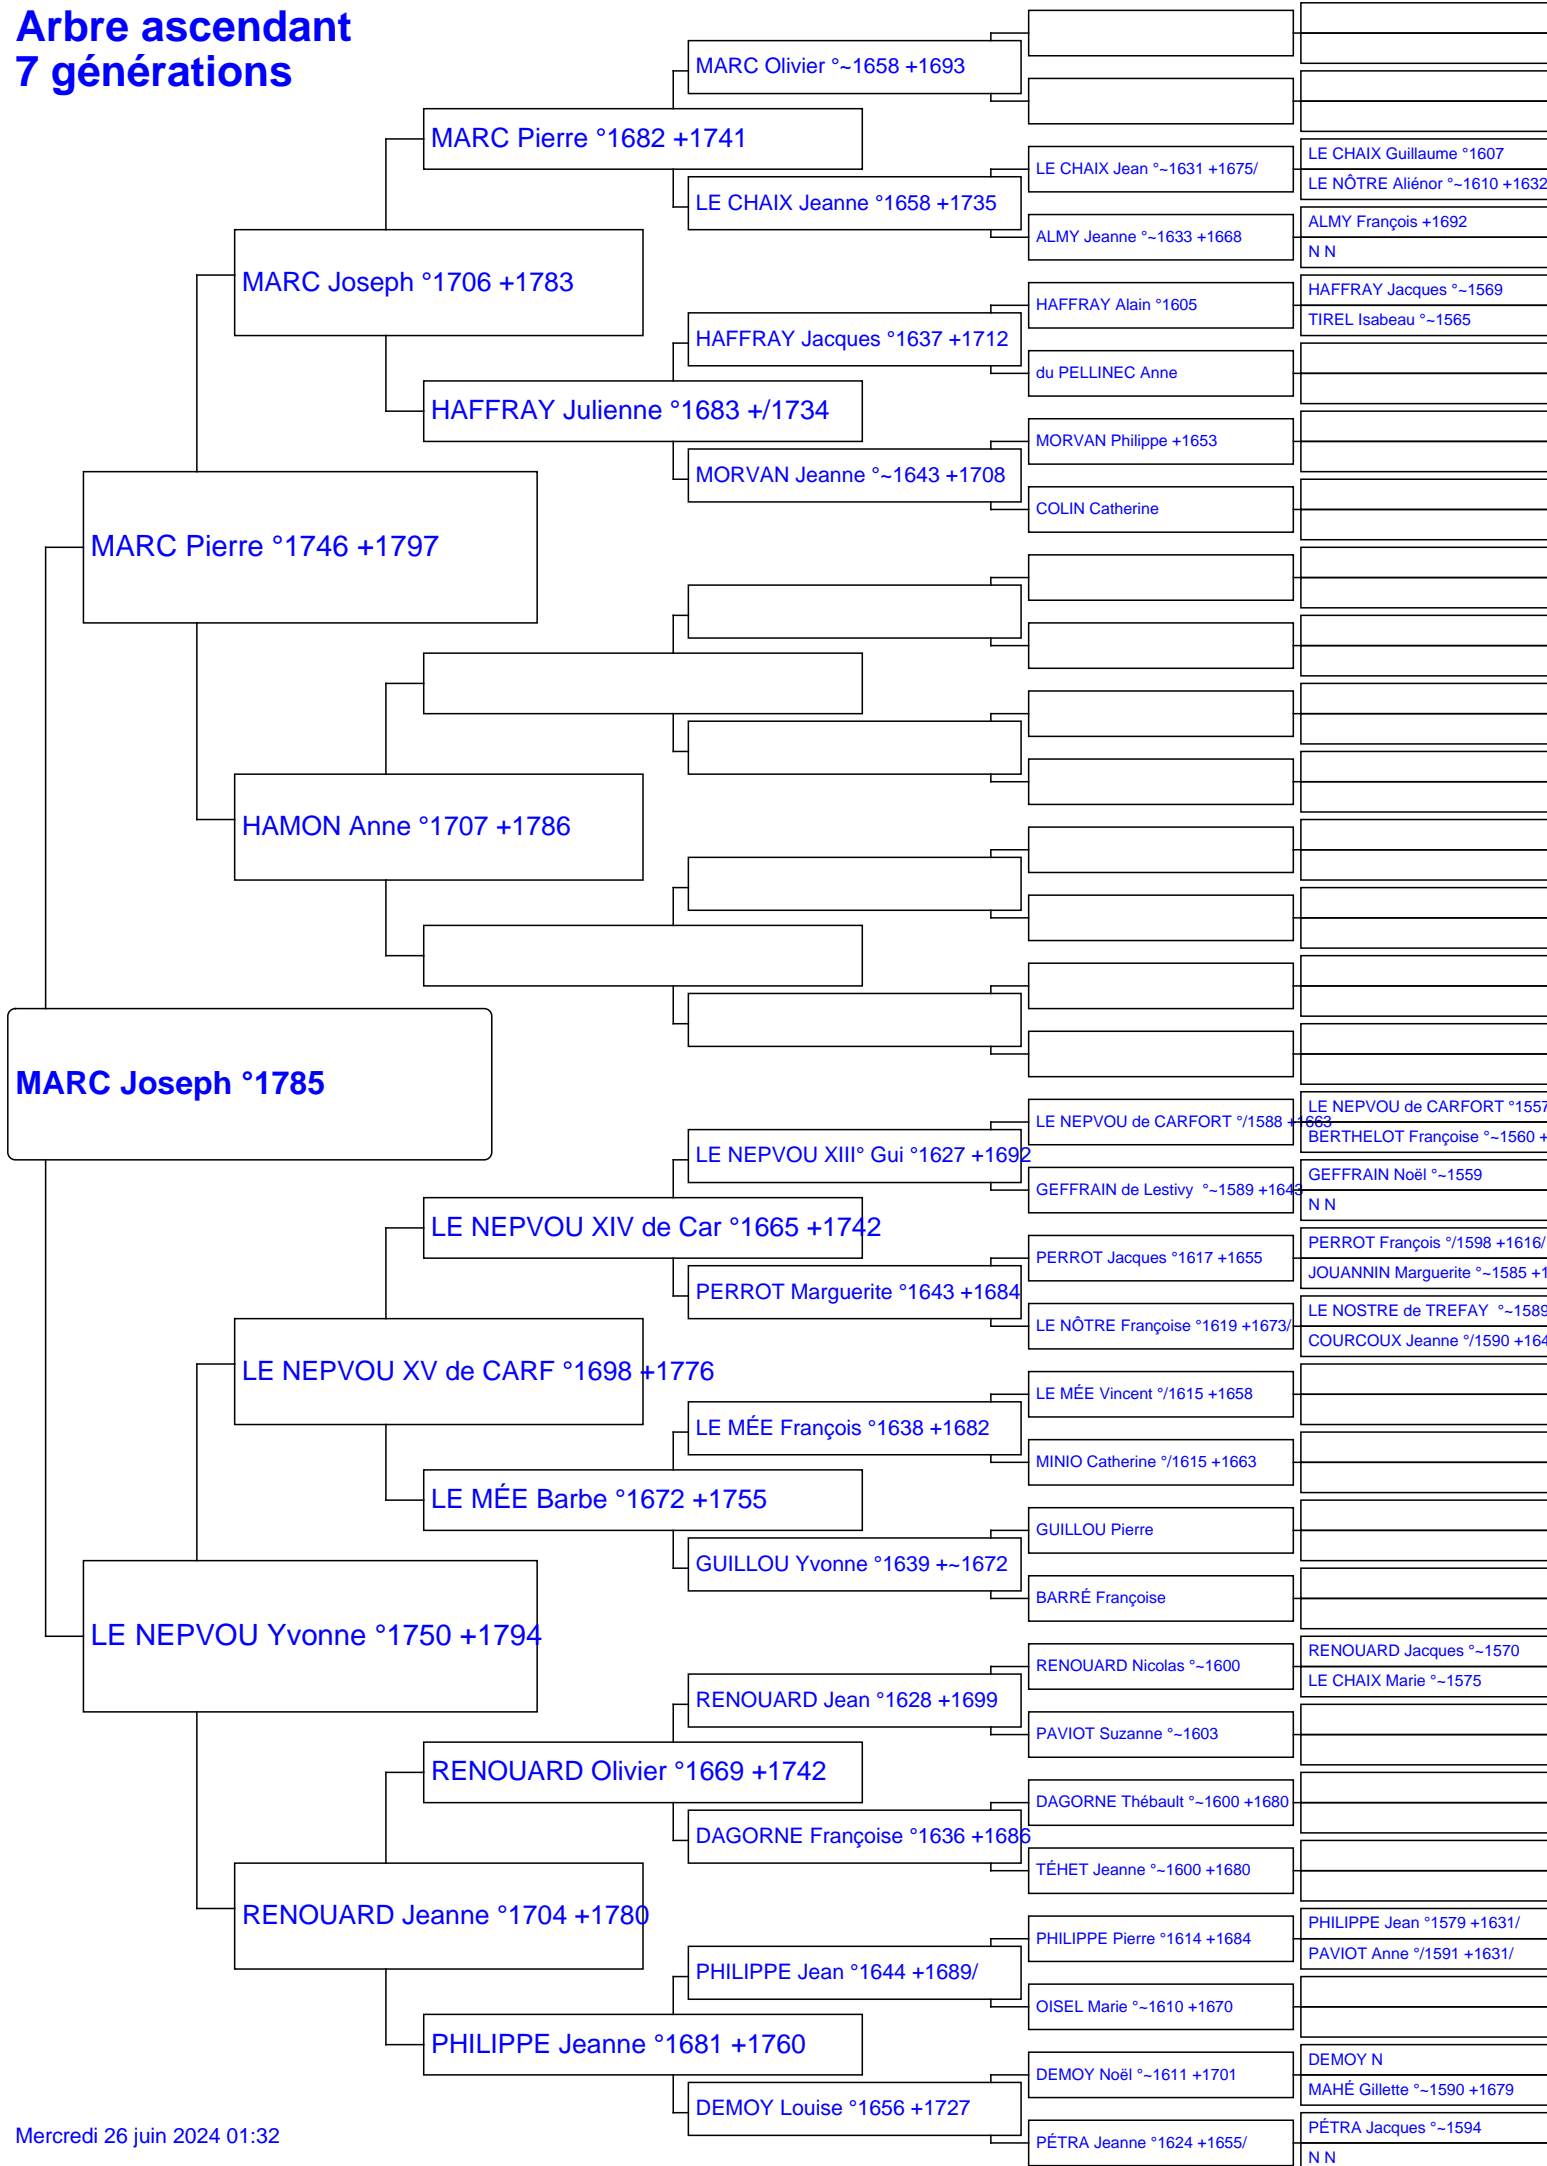 Arbre ascendant
7 générations
MARC Joseph °1785
MARC Pierre °1746 +1797
LE NEPVOU Yvonne °1750 +1794
MARC Joseph °1706 +1783
HAMON Anne °1707 +1786
LE NEPVOU XV de CARF °1698 +1776
RENOUARD Jeanne °1704 +1780
MARC Pierre °1682 +1741
HAFFRAY Julienne °1683 +/1734
LE NEPVOU XIV de Car °1665 +1742
LE MÉE Barbe °1672 +1755
RENOUARD Olivier °1669 +1742
PHILIPPE Jeanne °1681 +1760
MARC Olivier °~1658 +1693
LE CHAIX Jeanne °1658 +1735
HAFFRAY Jacques °1637 +1712
MORVAN Jeanne °~1643 +1708
LE NEPVOU XIII° Gui °1627 +1692
PERROT Marguerite °1643 +1684
LE MÉE François °1638 +1682
GUILLOU Yvonne °1639 +~1672
RENOUARD Jean °1628 +1699
DAGORNE Françoise °1636 +1686
PHILIPPE Jean °1644 +1689/
DEMOY Louise °1656 +1727
LE CHAIX Jean °~1631 +1675/
ALMY Jeanne °~1633 +1668
HAFFRAY Alain °1605
du PELLINEC Anne
MORVAN Philippe +1653
COLIN Catherine
LE NEPVOU de CARFORT °/1588 +1663
GEFFRAIN de Lestivy °~1589 +1643
PERROT Jacques °1617 +1655
LE NÔTRE Françoise °1619 +1673/
LE MÉE Vincent °/1615 +1658
MINIO Catherine °/1615 +1663
GUILLOU Pierre
BARRÉ Françoise
RENOUARD Nicolas °~1600
PAVIOT Suzanne °~1603
DAGORNE Thébault °~1600 +1680
TÉHET Jeanne °~1600 +1680
PHILIPPE Pierre °1614 +1684
OISEL Marie °~1610 +1670
DEMOY Noël °~1611 +1701
PÉTRA Jeanne °1624 +1655/
LE CHAIX Guillaume °1607
LE NÔTRE Aliénor °~1610 +1632
ALMY François +1692
N N
HAFFRAY Jacques °~1569
TIREL Isabeau °~1565
LE NEPVOU de CARFORT °1557
BERTHELOT Françoise °~1560 +
GEFFRAIN Noël °~1559
N N
PERROT François °/1598 +1616/
JOUANNIN Marguerite °~1585 +1
LE NOSTRE de TREFAY °~1589
COURCOUX Jeanne °/1590 +164
RENOUARD Jacques °~1570
LE CHAIX Marie °~1575
PHILIPPE Jean °1579 +1631/
PAVIOT Anne °/1591 +1631/
DEMOY N
MAHÉ Gillette °~1590 +1679
PÉTRA Jacques °~1594
N N
Mercredi 26 juin 2024 01:32